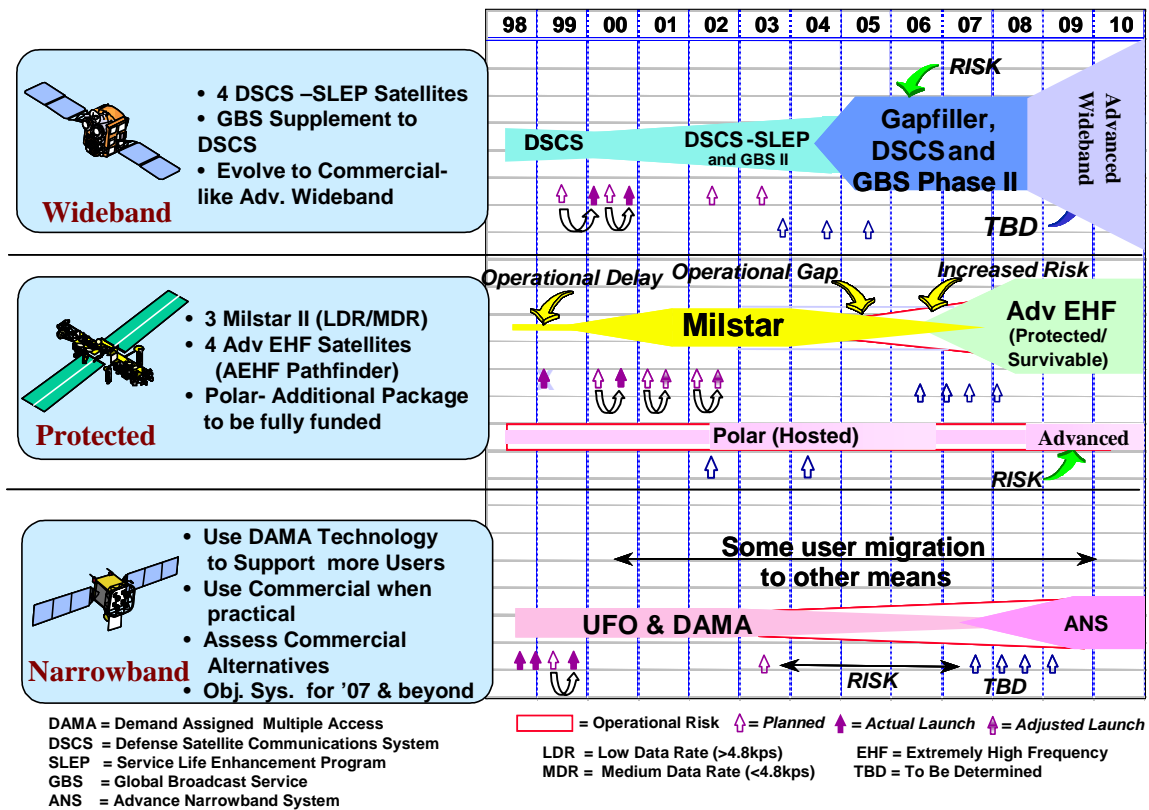 98 99 00 01 02 03 04 05 06 07 08 09 10
• 4 DSCS –SLEP Satellites
• GBS Supplement to
DSCS
• Evolve to Commercial-
like Adv. Wideband
Wideband
RISK
DSCS
DSCS-SLEP
and GBS II
Gapfiller,
DSCS and
GBS Phase II
Advanced
Wideband
TBD
• 3 Milstar II (LDR/MDR)
• 4 Adv EHF Satellites
(AEHF Pathfinder)
• Polar- Additional Package
to be fully funded
Protected
Operational Delay
Operational Gap
Increased Risk
Milstar
Adv EHF
(Protected/
Survivable)
Polar (Hosted)
Advanced
RISK
• Use DAMA Technology
to Support more Users
• Use Commercial when
practical
• Assess Commercial
Alternatives
• Obj. Sys. for '07 & beyond
Narrowband
Some user migration
to other means
UFO & DAMA
ANS
RISK
TBD
DAMA = Demand Assigned Multiple Access
DSCS = Defense Satellite Communications System
SLEP = Service Life Enhancement Program
GBS = Global Broadcast Service
ANS = Advance Narrowband System
= Operational Risk
= Planned
= Actual Launch
= Adjusted Launch
LDR = Low Data Rate (>4.8kps)
MDR = Medium Data Rate (<4.8kps)
EHF = Extremely High Frequency
TBD = To Be Determined